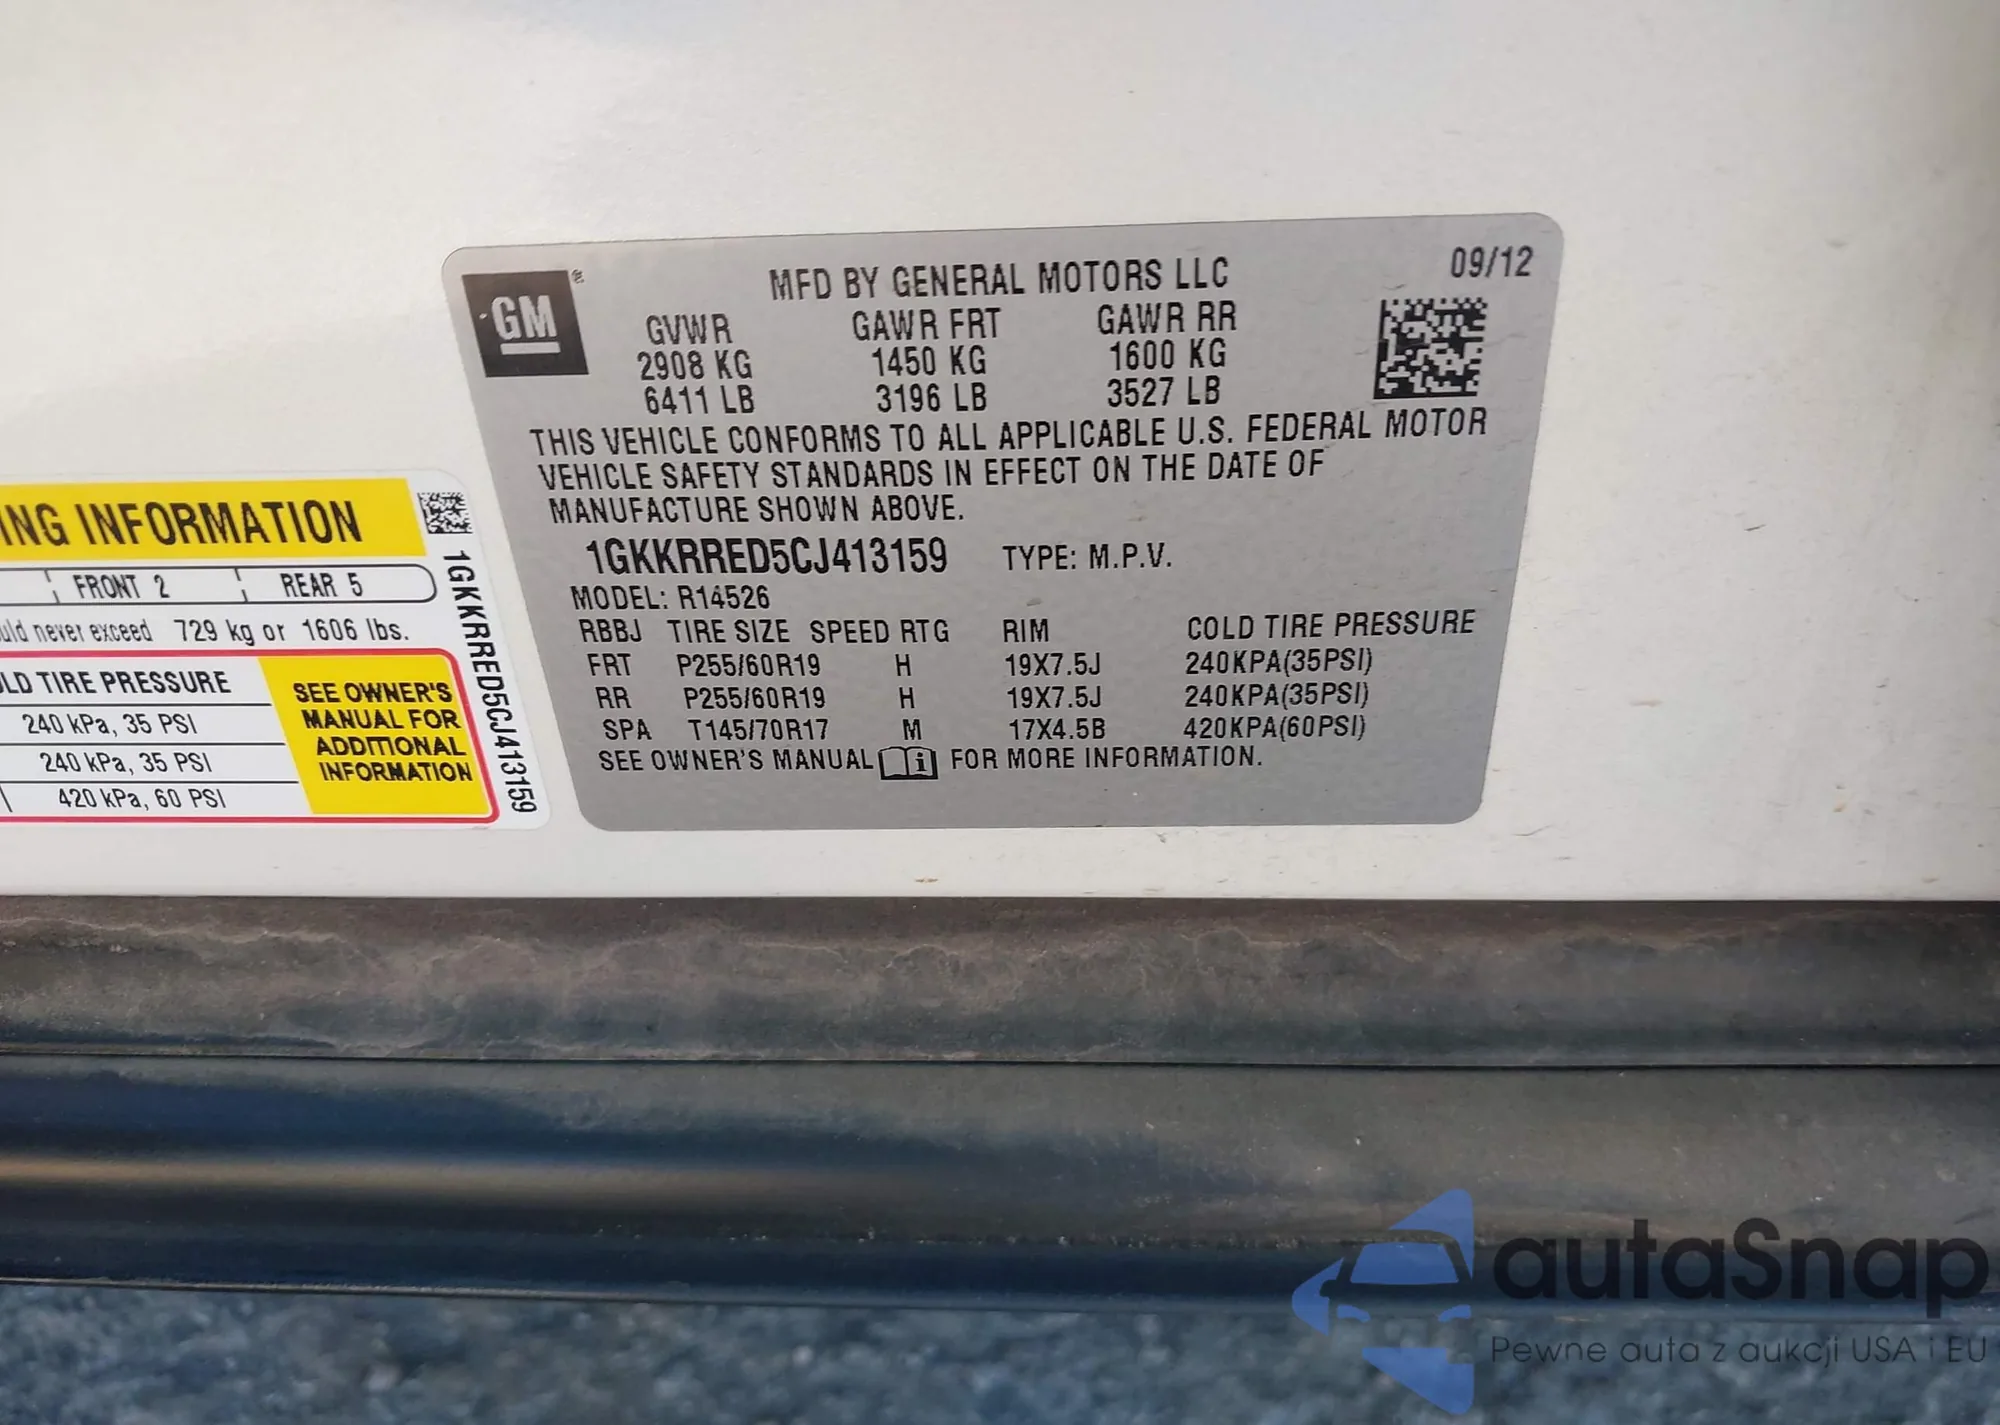 GM ®
MFD BY GENERAL MOTORS LLC 09/12
GVWR GAWR FRT GAWR RR
2908 KG 1450 KG 1600 KG
6411 LB 3196 LB 3527 LB
THIS VEHICLE CONFORMS TO ALL APPLICABLE U.S. FEDERAL MOTOR
VEHICLE SAFETY STANDARDS IN EFFECT ON THE DATE OF
MANUFACTURE SHOWN ABOVE.
1GKKRRED5CJ413159 TYPE: M.P.V.
MODEL: R14526
RBBJ TIRE SIZE SPEED RTG RIM COLD TIRE PRESSURE
FRT P255/60R19 H 19X7.5J 240KPA(35PSI)
RR P255/60R19 H 19X7.5J 240KPA(35PSI)
SPA T145/70R17 M 17X4.5B 420KPA(60PSI)
SEE OWNER'S MANUAL i FOR MORE INFORMATION.
ING INFORMATION
FRONT 2 REAR 5
uld never exceed 729 kg or 1606 lbs.
LD TIRE PRESSURE
240 kPa, 35 PSI
240 kPa, 35 PSI
420 kPa, 60 PSI
SEE OWNER'S
MANUAL FOR
ADDITIONAL
INFORMATION
1GKKRRED5CJ413159
autaSnap
Pewne auta z aukcji USA i EU